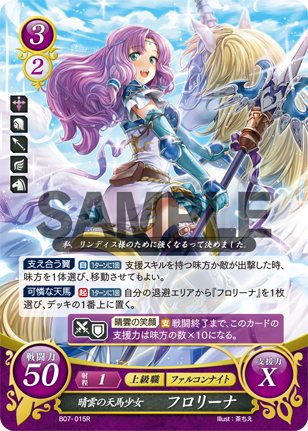 3
2
SAMPLE
私、リンディス様のために強くなるって決めました。
支え合う翼 自 1ターンに1回 支援スキルを持つ味方か敵が出撃した時、
味方を1体選び、移動させてもよい。
可憐な天馬 起 1ターンに1回 自分の退避エリアから『フロリーナ』を1枚
選び、デッキの1番上に置く。
晴雲の笑顔 支 戦闘終了まで、このカードの
支援力は味方の数×10になる。
戦闘力
50
射程
1
上級職
ファルコンナイト
支援力
X
晴雲の天馬少女 フロリーナ
B07-015R
Illust:茶ちえ